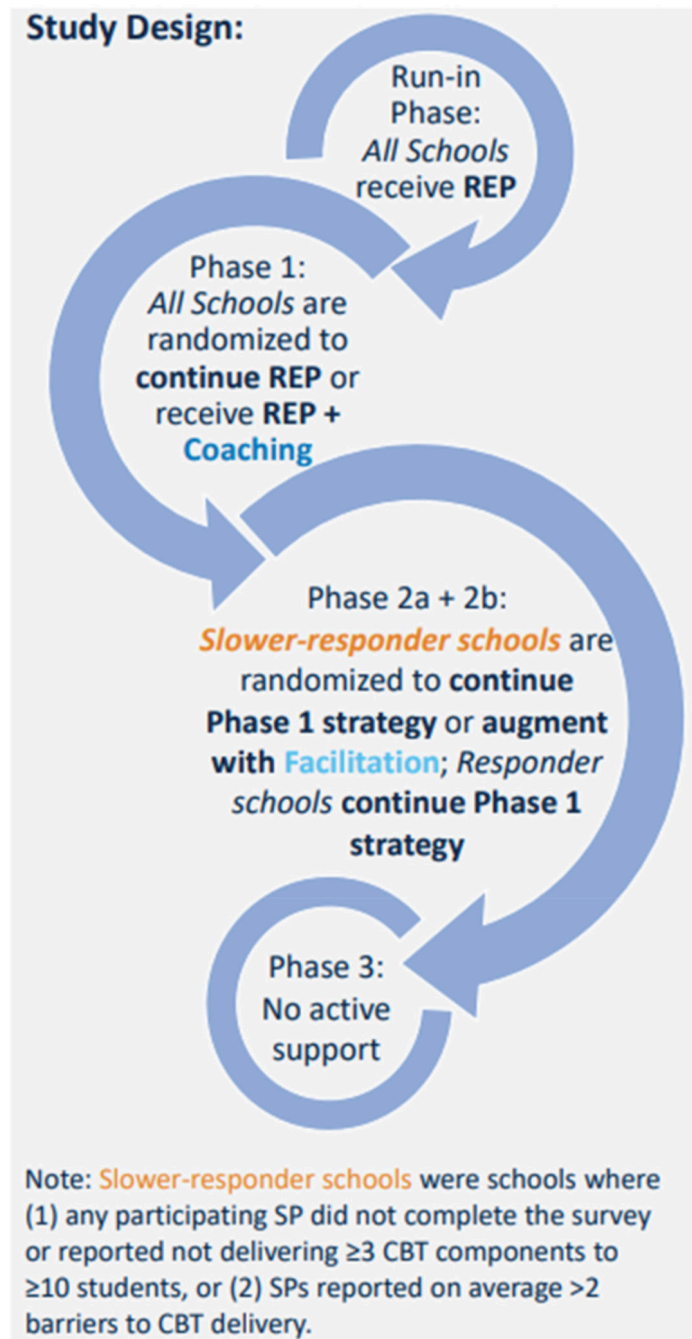 Study Design:
Run-in
Phase:
All Schools
receive REP
Phase 1:
All Schools are
randomized to
continue REP or
receive REP +
Coaching
Phase 2a + 2b:
Slower-responder schools are
randomized to continue
Phase 1 strategy or augment
with Facilitation; Responder
schools continue Phase 1
strategy
Phase 3:
No active
support
Note: Slower-responder schools were schools where
(1) any participating SP did not complete the survey
or reported not delivering ≥3 CBT components to
≥10 students, or (2) SPs reported on average >2
barriers to CBT delivery.